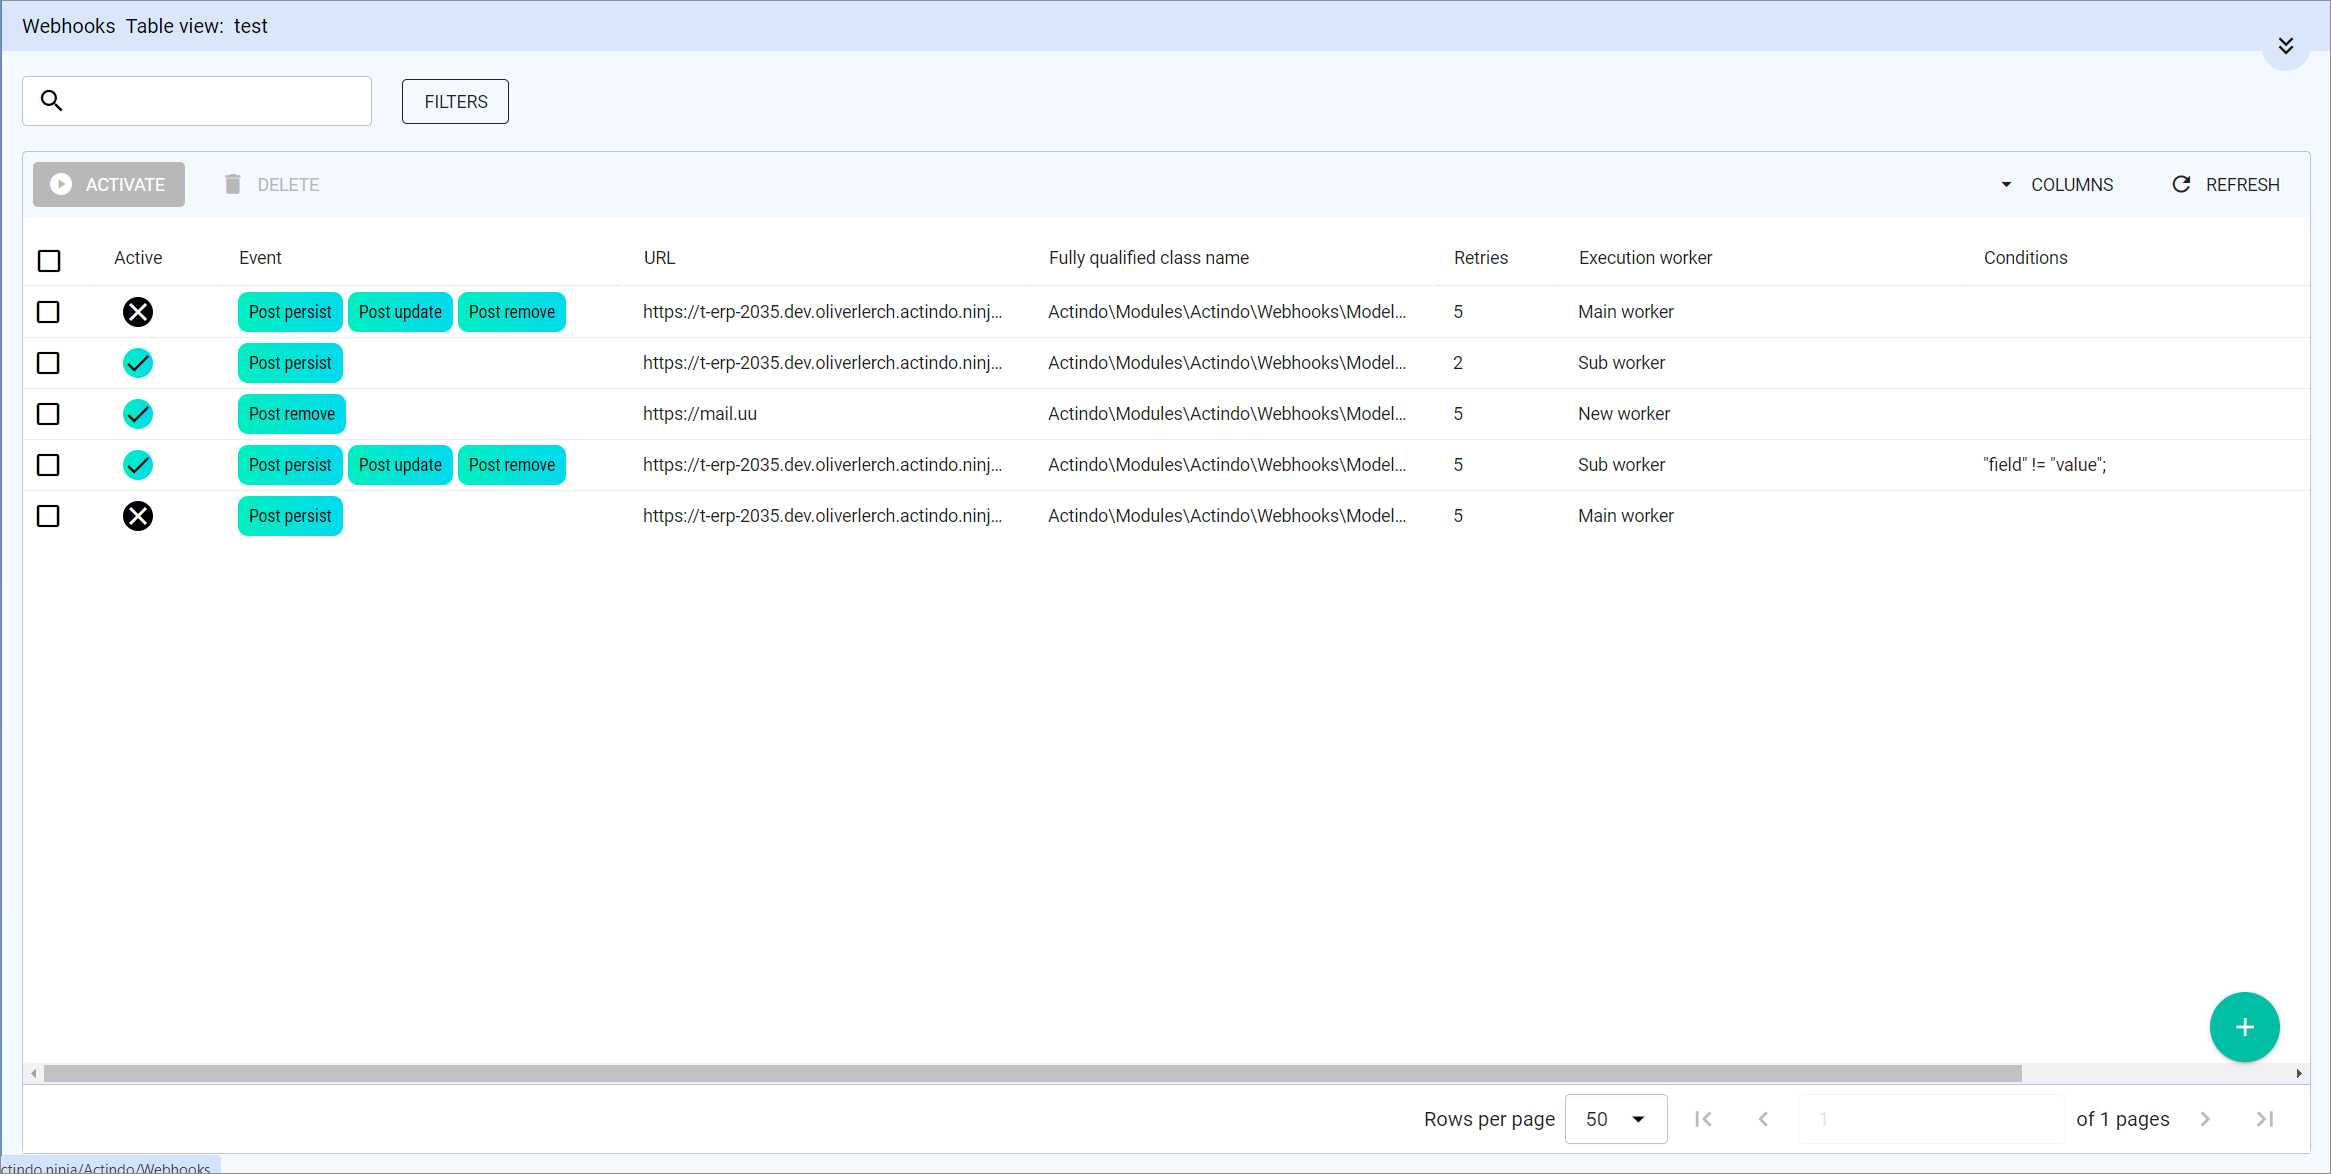 Webhooks Table view: test
FILTERS
ACTIVATE DELETE COLUMNS REFRESH
Active Event URL Fully qualified class name Retries Execution worker Conditions
Post persist Post update Post remove https://t-erp-2035.dev.oliverlerch.actindo.ninj... Actindo\Modules\Actindo\Webhooks\Model... 5 Main worker
Post persist https://t-erp-2035.dev.oliverlerch.actindo.ninj... Actindo\Modules\Actindo\Webhooks\Model... 2 Sub worker
Post remove https://mail.uu Actindo\Modules\Actindo\Webhooks\Model... 5 New worker
Post persist Post update Post remove https://t-erp-2035.dev.oliverlerch.actindo.ninj... Actindo\Modules\Actindo\Webhooks\Model... 5 Sub worker "field" != "value";
Post persist https://t-erp-2035.dev.oliverlerch.actindo.ninj... Actindo\Modules\Actindo\Webhooks\Model... 5 Main worker
Rows per page 50 1 of 1 pages
ctindo.ninja/Actindo/Webhooks